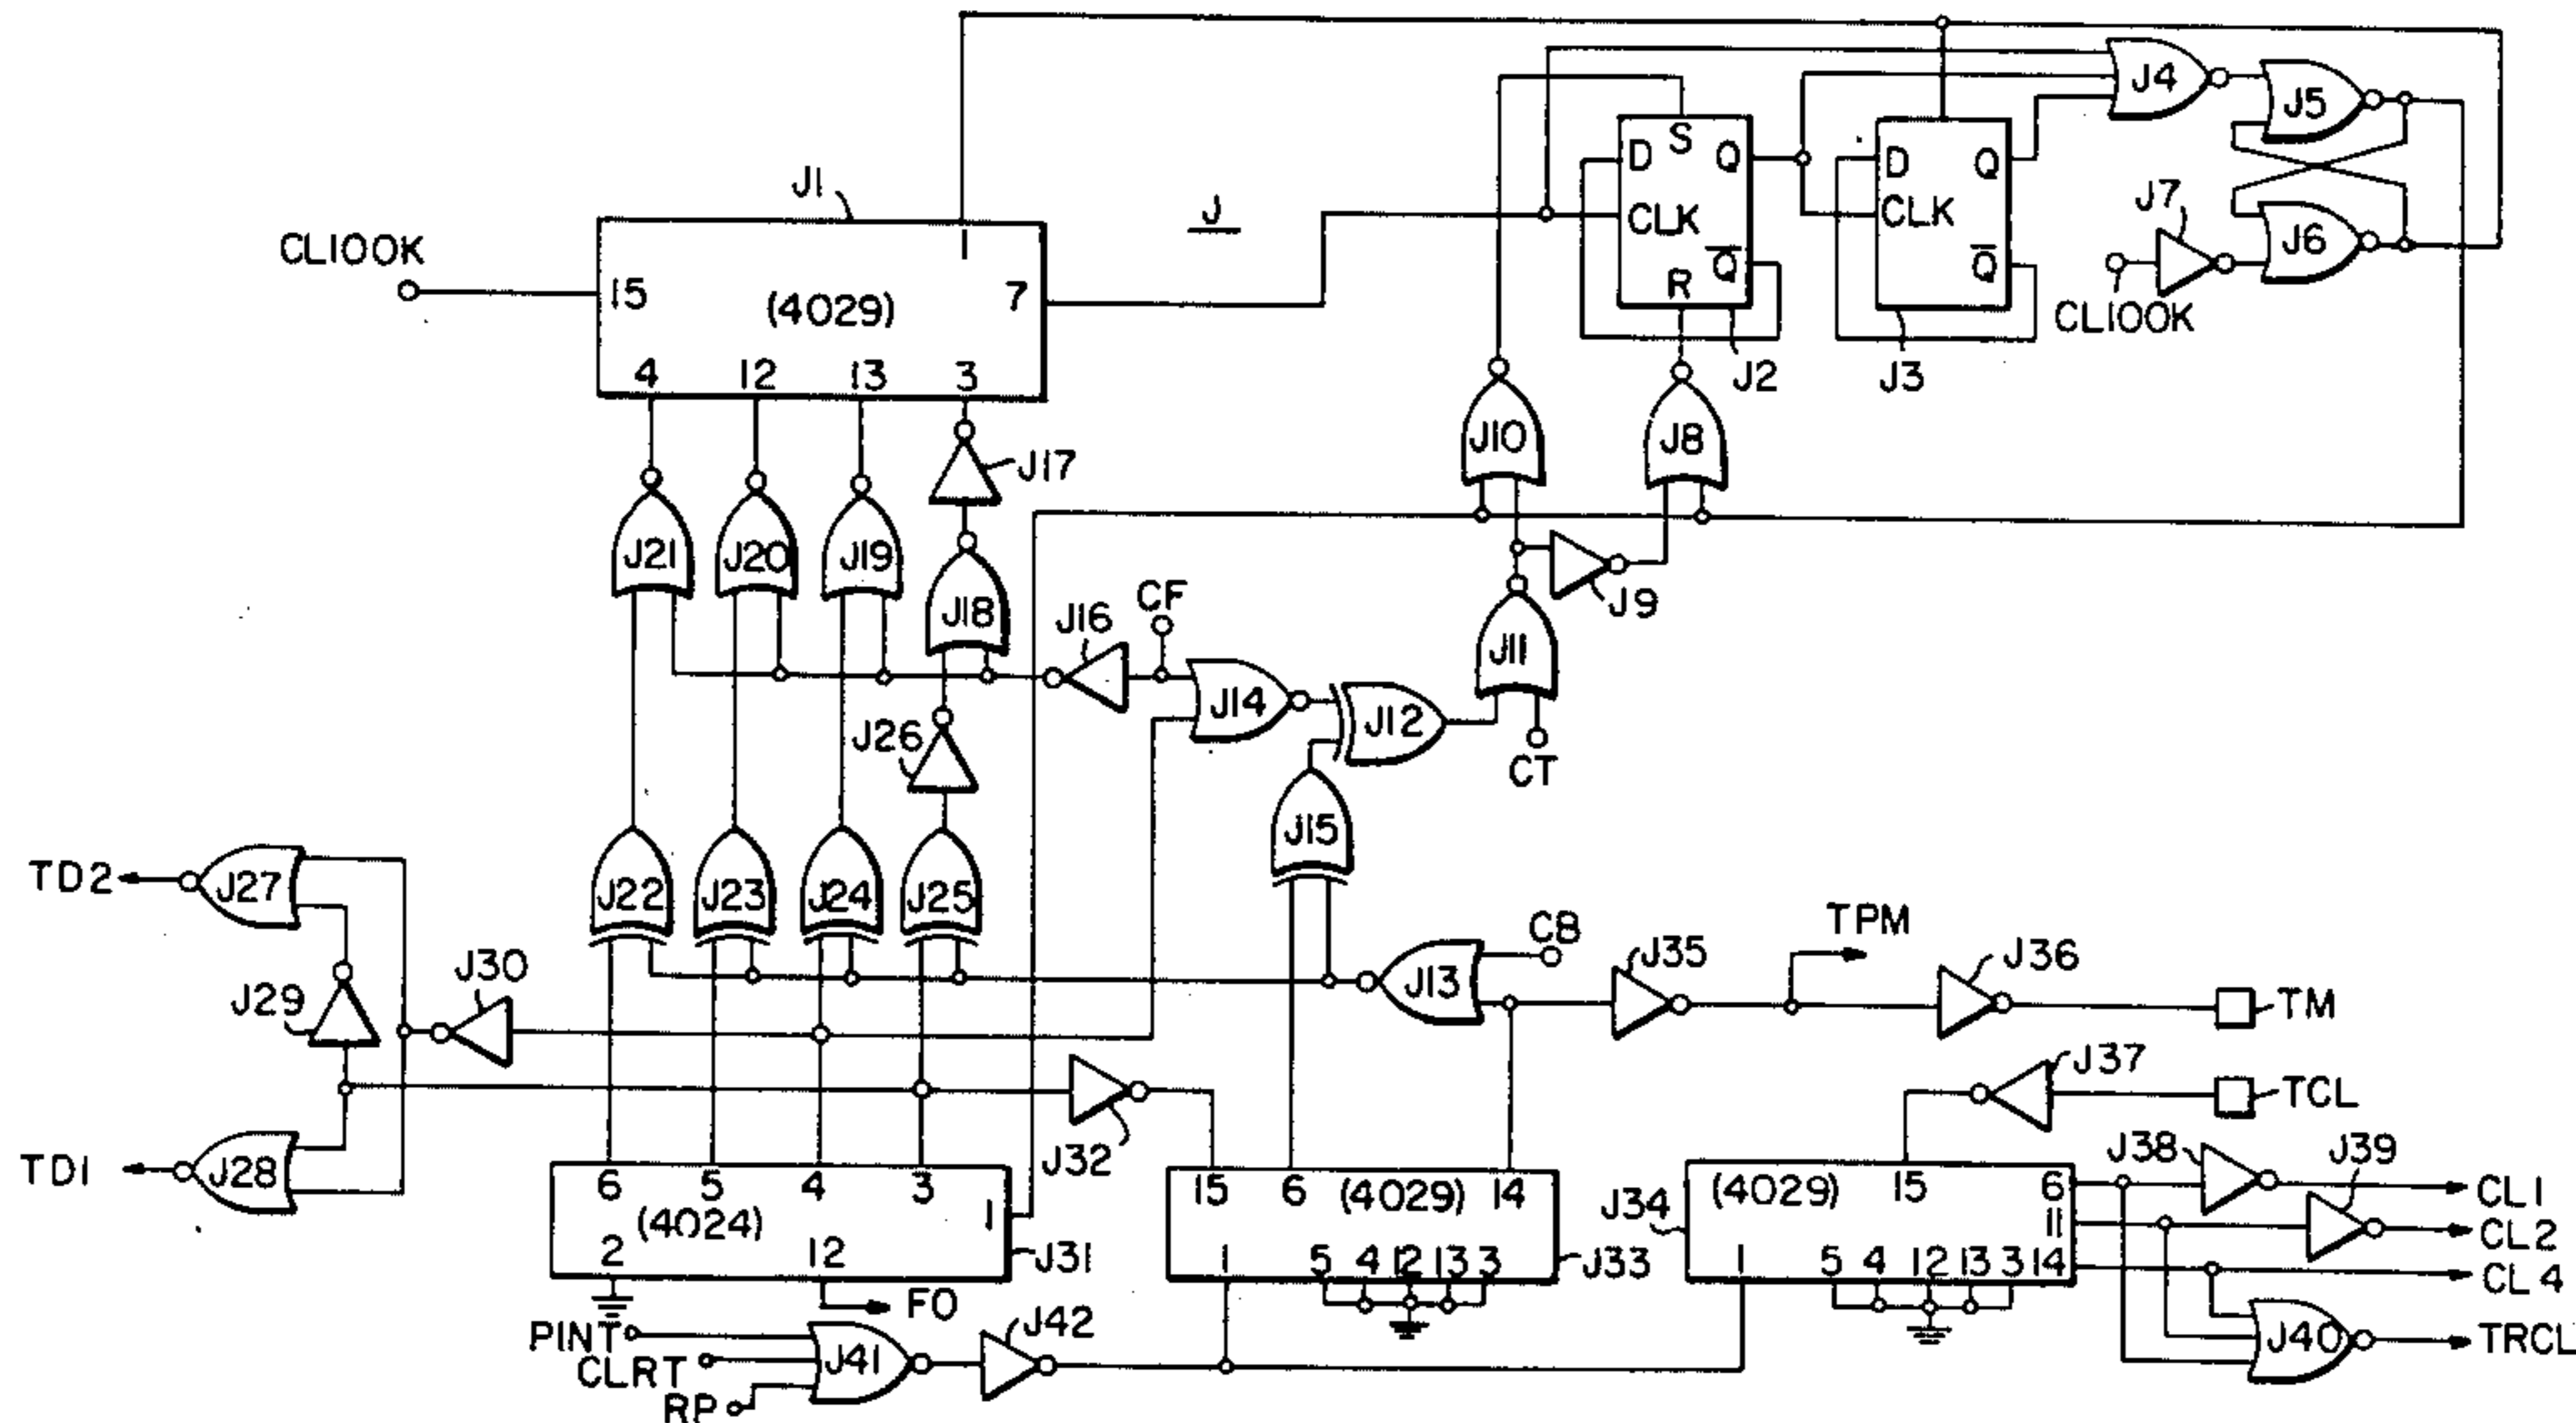 J1
J
CL100K
15
1
(4029)
7
4
12
13
3
J17
D
S
Q
CLK
Q̅
R
J2
D
Q
CLK
Q̅
J3
J4
J5
J7
J6
CL100K
J10
J8
J9
J11
CT
J21
J20
J19
J18
J16
CF
J14
J12
J26
J15
J22
J23
J24
J25
TD2
J27
J29
J30
J28
TD1
J13
CB
J35
TPM
J36
TM
J37
TCL
J32
6
5
4
3
(4024)
1
2
12
J31
FO
15
6
(4029)
14
1
5
4
12
13
3
J33
J34
(4029)
15
6
11
1
5
4
12
13
3
14
J38
J39
CL1
CL2
CL4
J40
TRCL
PINT
CLRT
RP
J41
J42